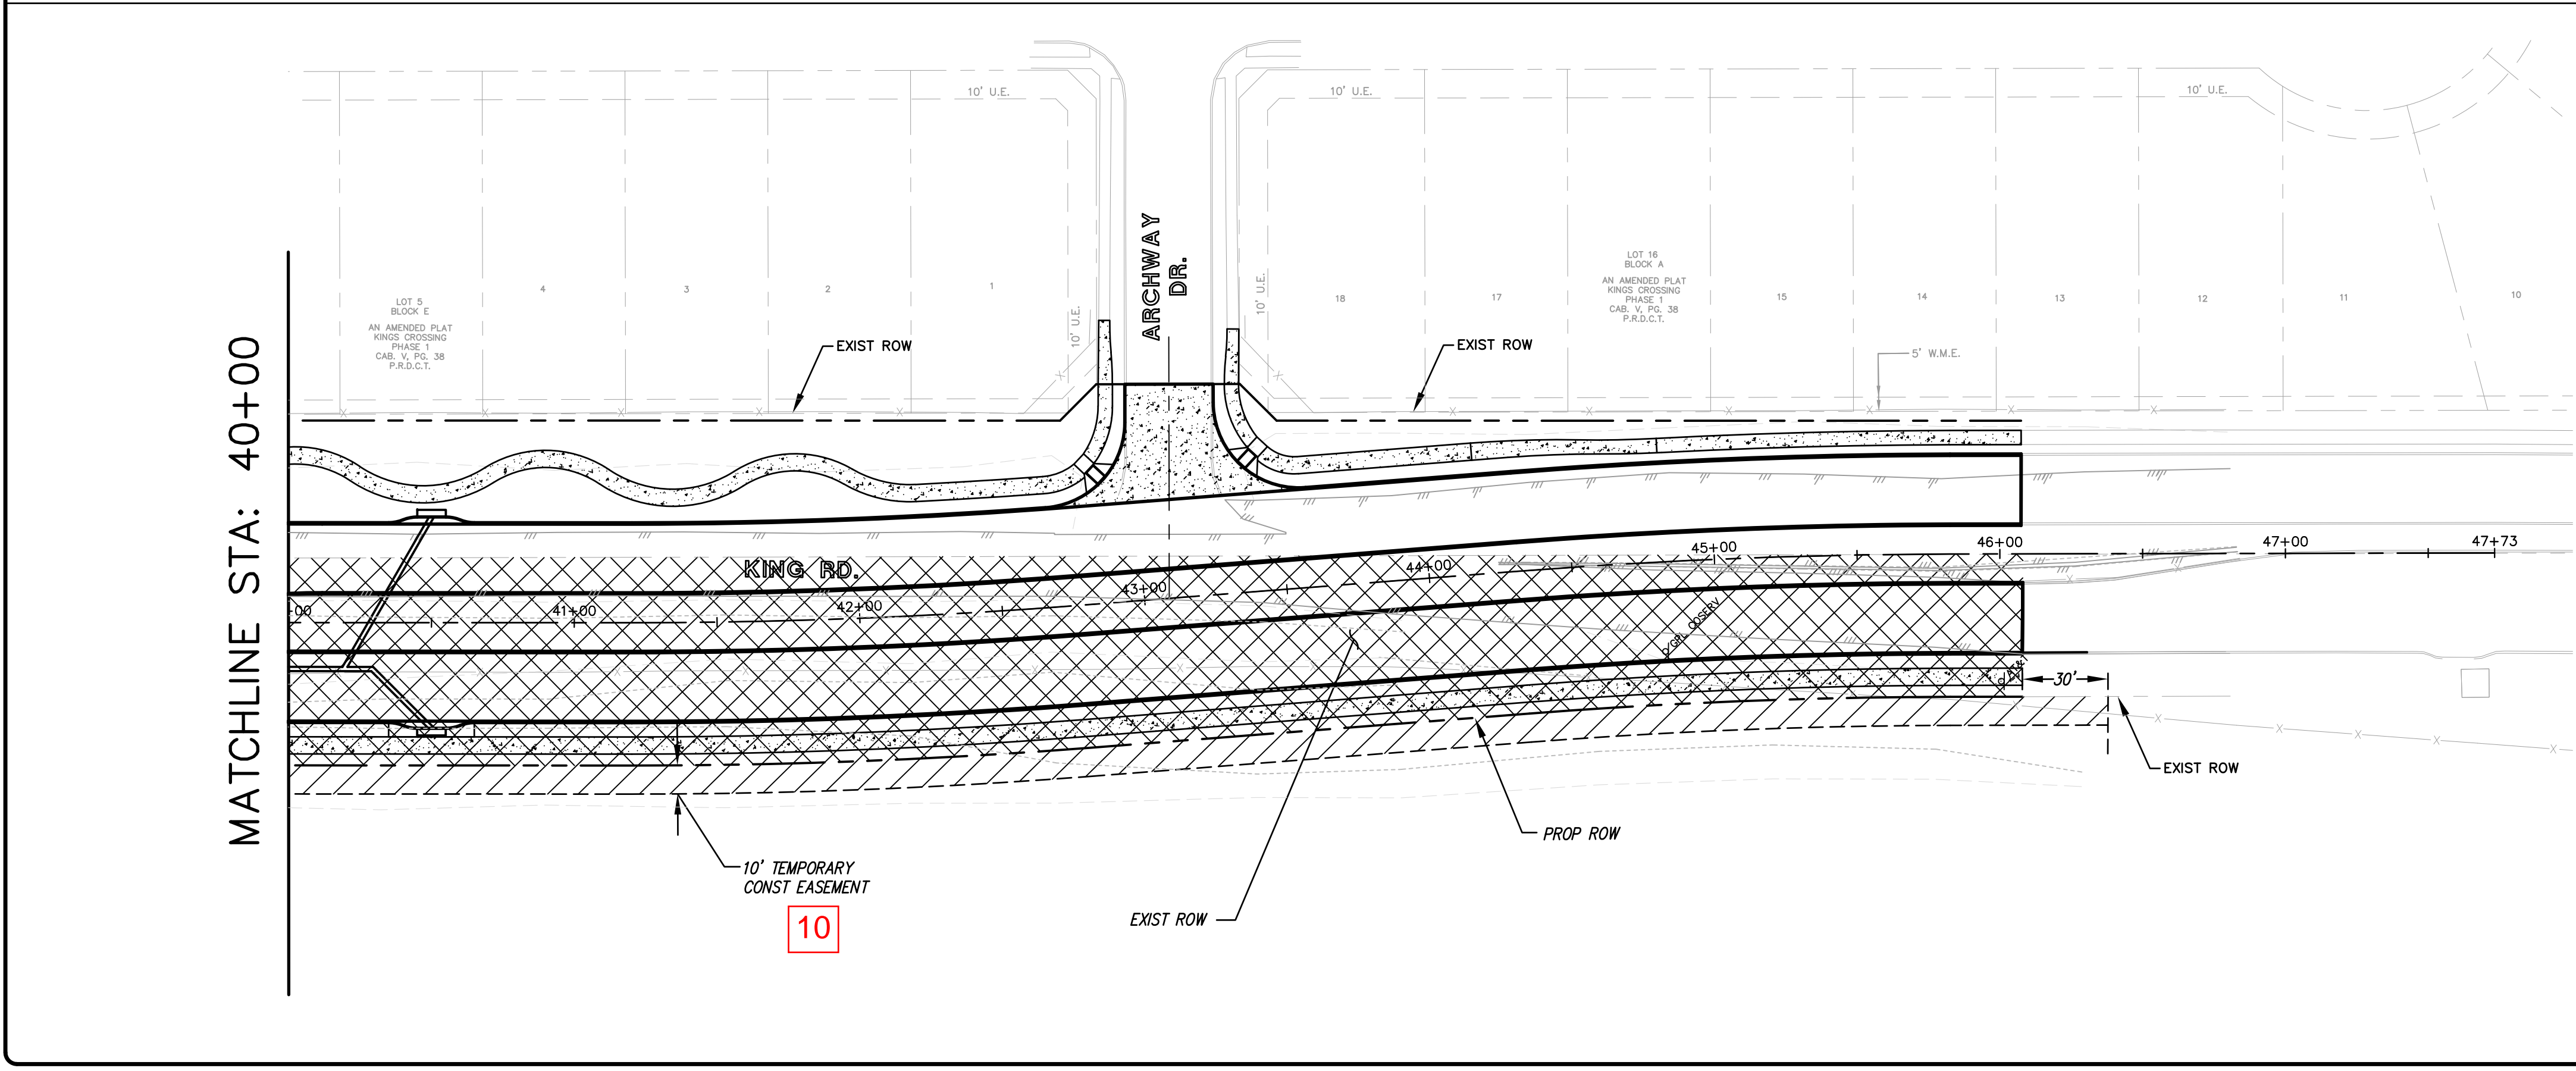 MATCHLINE STA: 40+00
10' U.E.
10' U.E.
10' U.E.
ARCHWAY
DR.
LOT 5
BLOCK E
AN AMENDED PLAT
KINGS CROSSING
PHASE 1
CAB. V, PG. 38
P.R.D.C.T.
4
3
2
1
10' U.E.
10' U.E.
18
17
LOT 16
BLOCK A
AN AMENDED PLAT
KINGS CROSSING
PHASE 1
CAB. V, PG. 38
P.R.D.C.T.
15
14
13
12
11
10
EXIST ROW
EXIST ROW
5' W.M.E.
KING RD.
+00
41+00
42+00
43+00
44+00
45+00
46+00
47+00
47+73
30'
EXIST ROW
PROP ROW
10' TEMPORARY
CONST EASEMENT
10
EXIST ROW